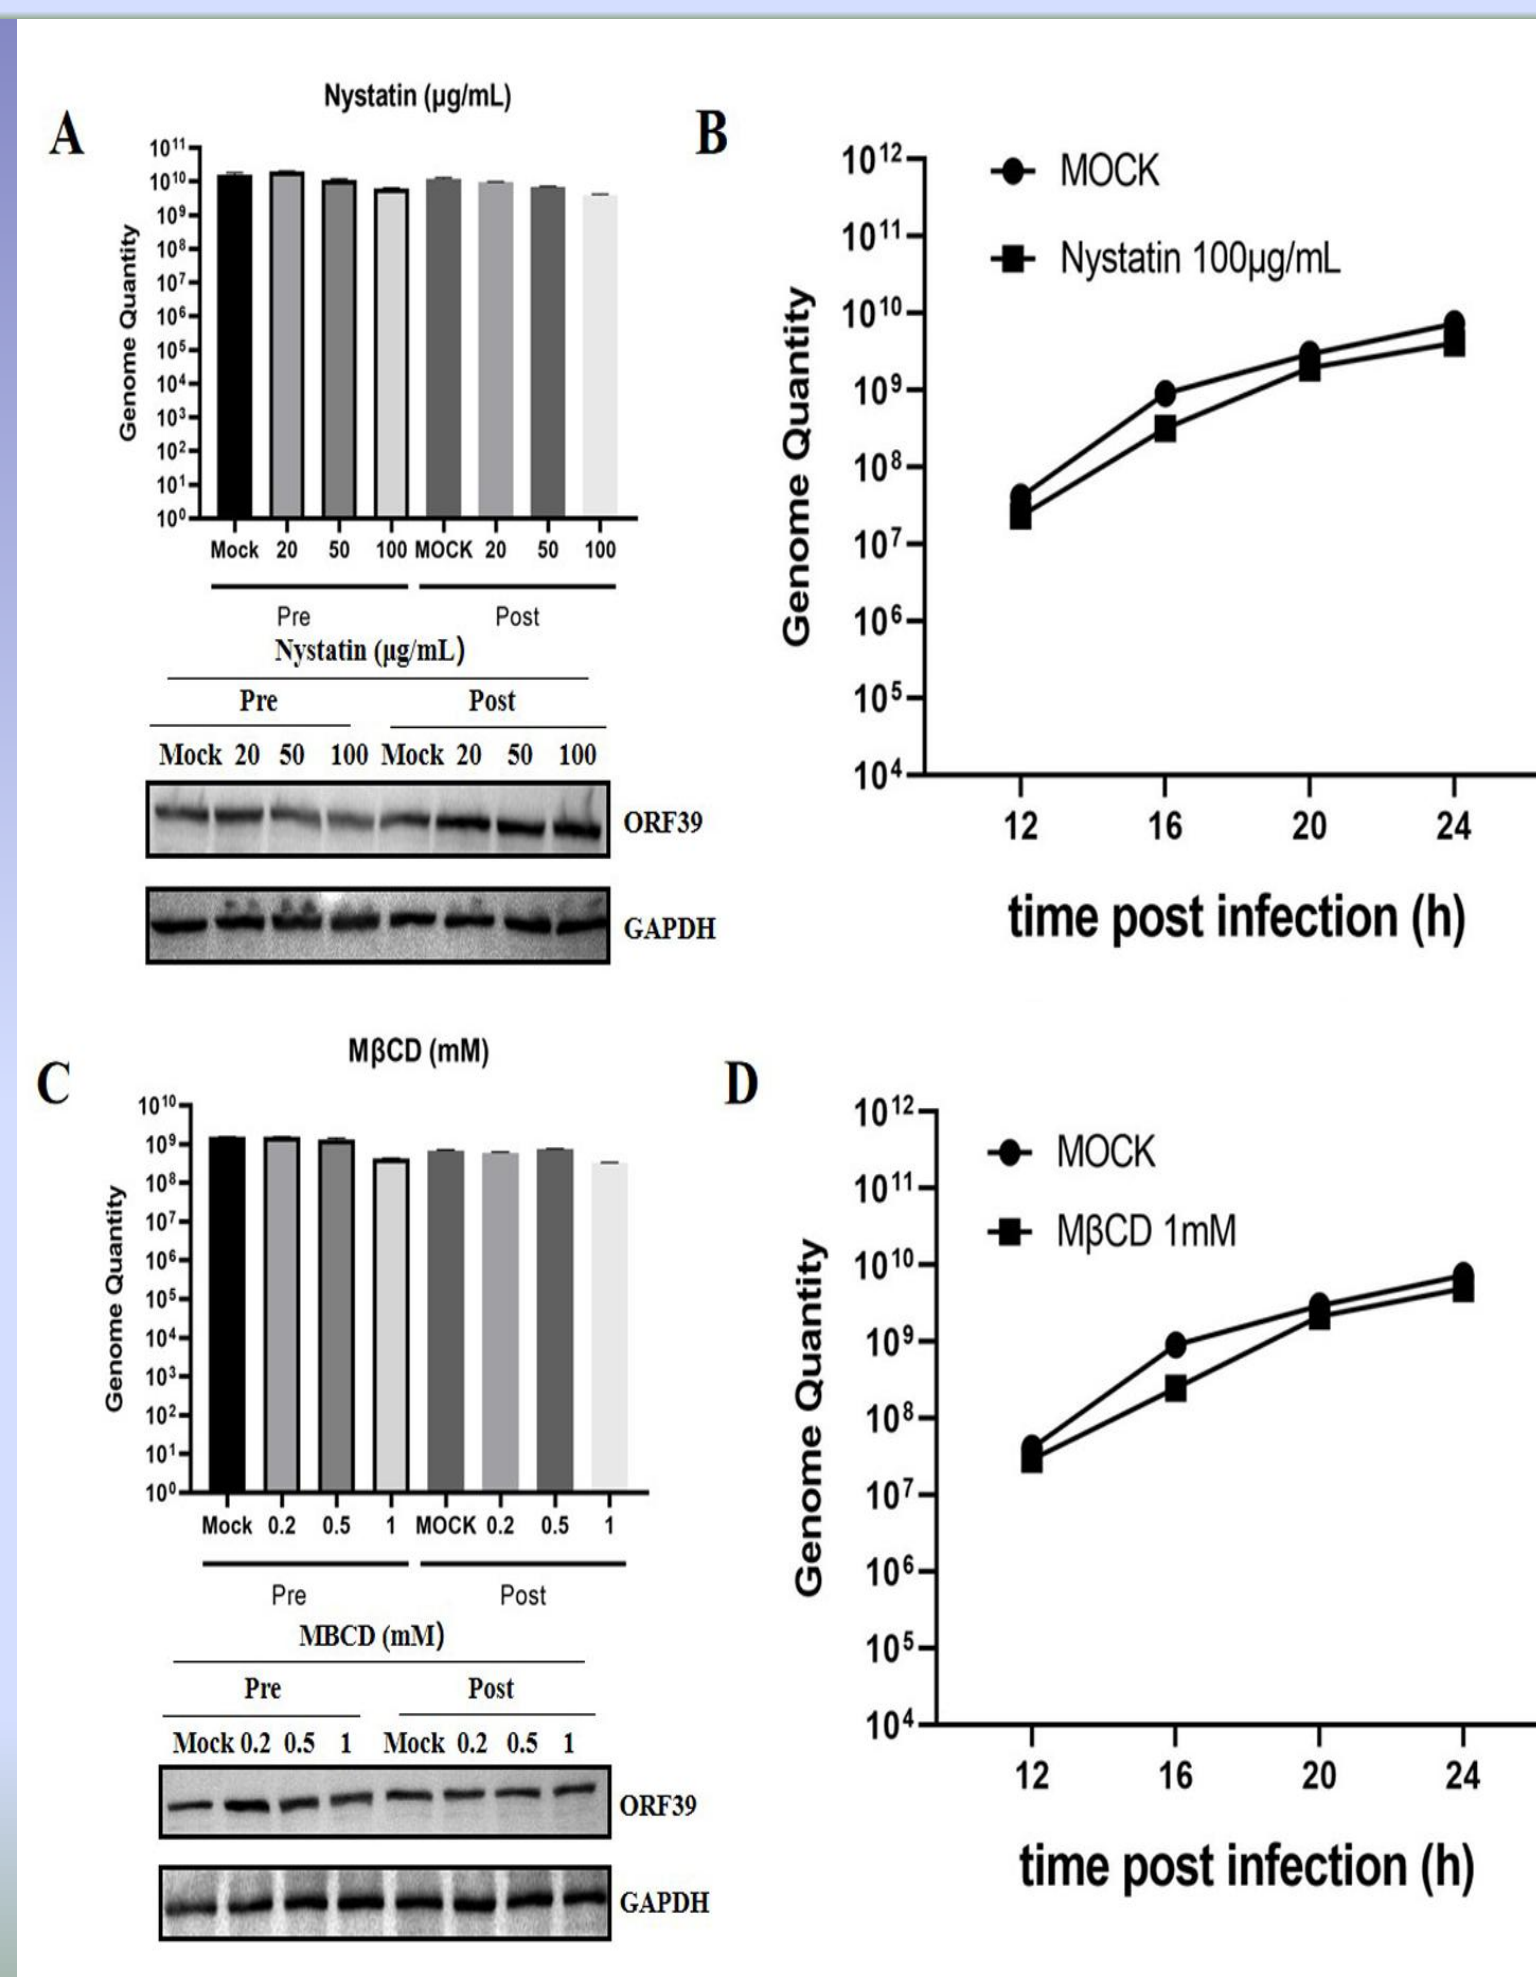 A
Nystatin (µg/mL)
Genome Quantity
10¹¹
10¹⁰
10⁹
10⁸
10⁷
10⁶
10⁵
10⁴
10³
10²
10¹
10⁰
Mock 20 50 100 MOCK 20 50 100
Pre Post
Nystatin (µg/mL)
Pre Post
Mock 20 50 100 Mock 20 50 100
ORF39
GAPDH
B
MOCK
Nystatin 100µg/mL
Genome Quantity
10¹²
10¹¹
10¹⁰
10⁹
10⁸
10⁷
10⁶
10⁵
10⁴
12 16 20 24
time post infection (h)
C
MβCD (mM)
Genome Quantity
10¹⁰
10⁹
10⁸
10⁷
10⁶
10⁵
10⁴
10³
10²
10¹
10⁰
Mock 0.2 0.5 1 MOCK 0.2 0.5 1
Pre Post
MBCD (mM)
Pre Post
Mock 0.2 0.5 1 Mock 0.2 0.5 1
ORF39
GAPDH
D
MOCK
MβCD 1mM
Genome Quantity
10¹²
10¹¹
10¹⁰
10⁹
10⁸
10⁷
10⁶
10⁵
10⁴
12 16 20 24
time post infection (h)